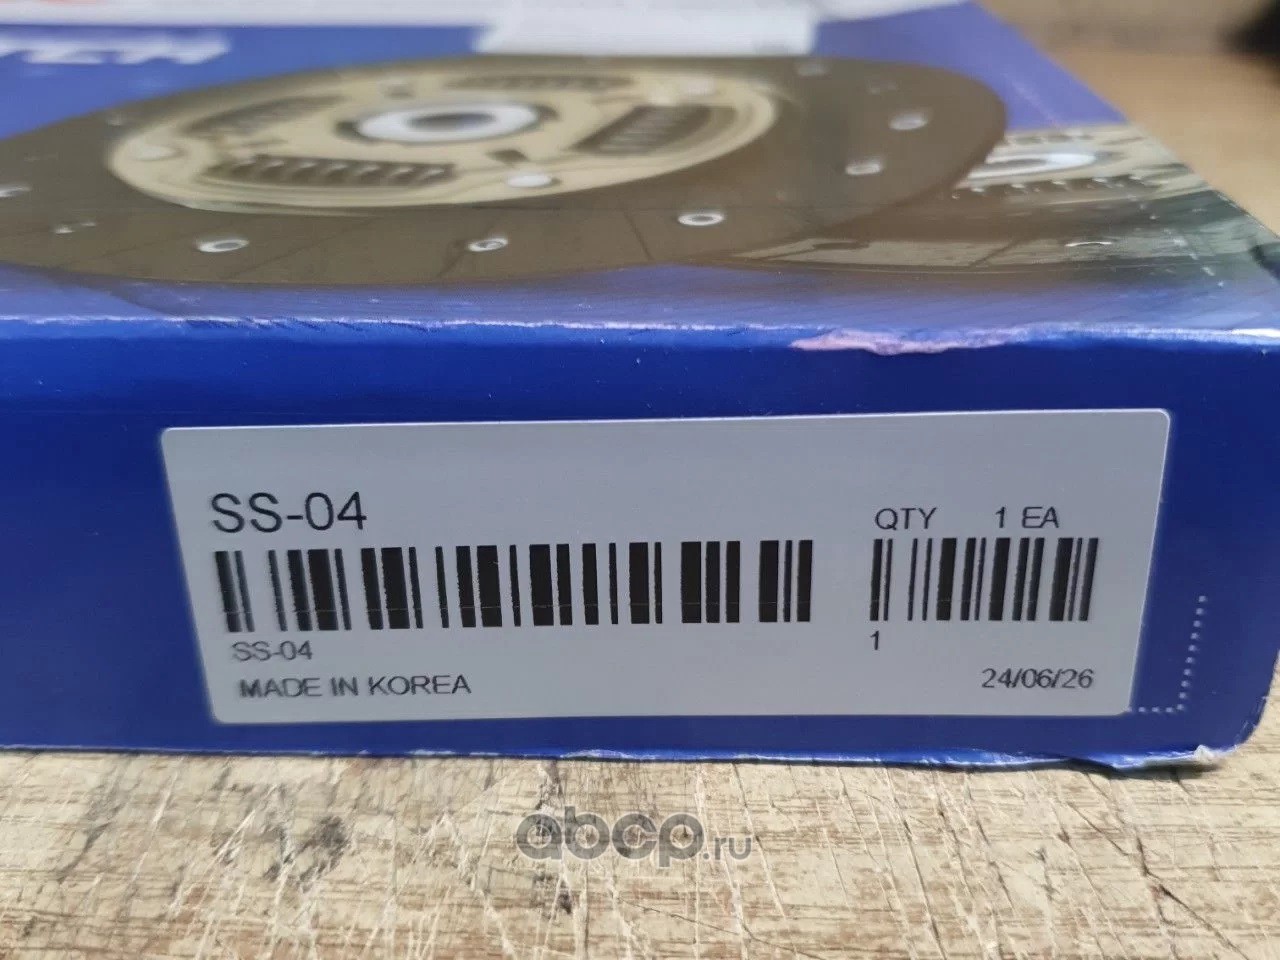 SS-04
QTY 1 EA
SS-04
1
MADE IN KOREA
24/06/26
abcp.ru